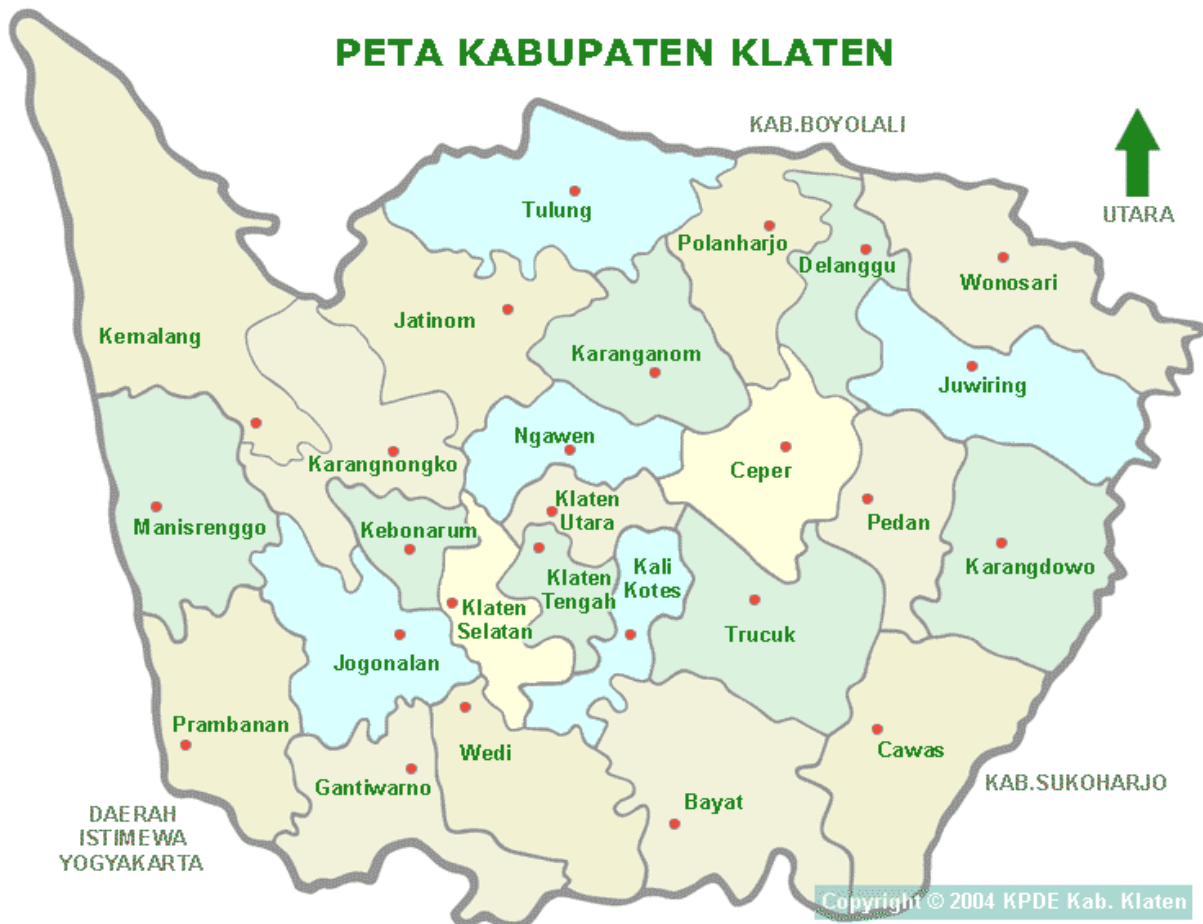 PETA KABUPATEN KLATEN
KAB.BOYOLALI
UTARA
Tulung
Polanharjo
Delanggu
Wonosari
Kemalang
Jatinom
Karanganom
Juwiring
Ngawen
Karangnongko
Ceper
Manisrenggo
Kebonarum
Klaten
Utara
Pedan
Karangdowo
Klaten
Tengah
Kali
Kotes
Klaten
Selatan
Trucuk
Jogonalan
Prambanan
Wedi
Cawas
Gantiwarno
Bayat
KAB.SUKOHARJO
DAERAH
ISTIMEWA
YOGYAKARTA
Copyright © 2004 KPDE Kab. Klaten